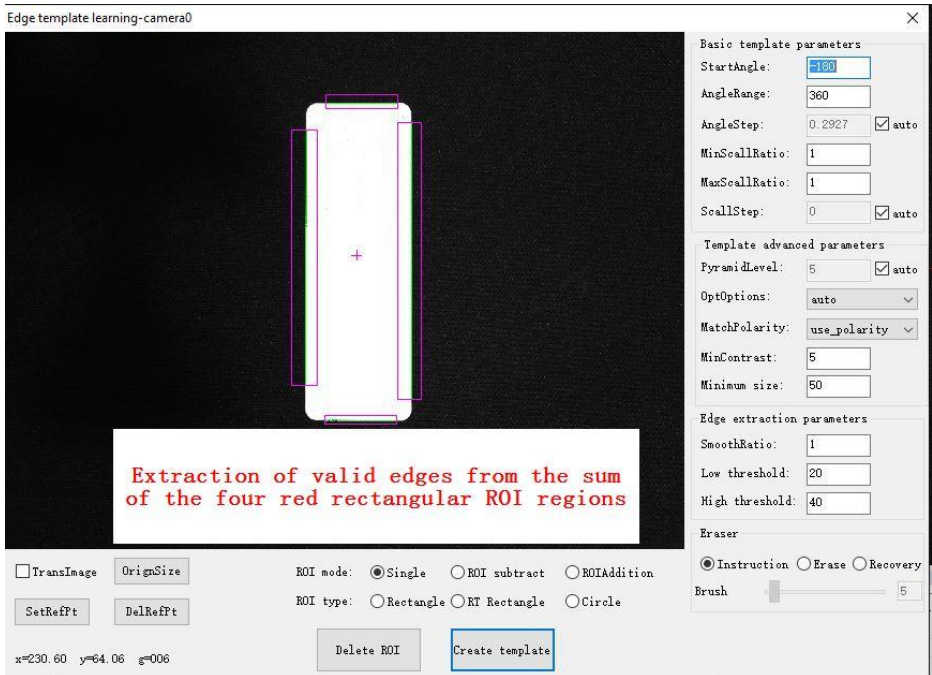 Edge template learning-camera0
Basic template parameters
StartAngle: -180
AngleRange: 360
AngleStep: 0.2927 auto
MinScallRatio: 1
MaxScallRatio: 1
ScallStep: 0 auto
Template advanced parameters
PyramidLevel: 5 auto
OptOptions: auto
MatchPolarity: use_polarity
MinContrast: 5
Minimum size: 50
Edge extraction parameters
SmoothRatio: 1
Low threshold: 20
High threshold: 40
Eraser
Instruction Erase Recovery
Brush 5
Extraction of valid edges from the sum
of the four red rectangular ROI regions
TransImage OrignSize
SetRefPt DelRefPt
x=230.60 y=64.06 g=006
ROI mode: Single ROI subtract ROIAddition
ROI type: Rectangle RT Rectangle Circle
Delete ROI Create template